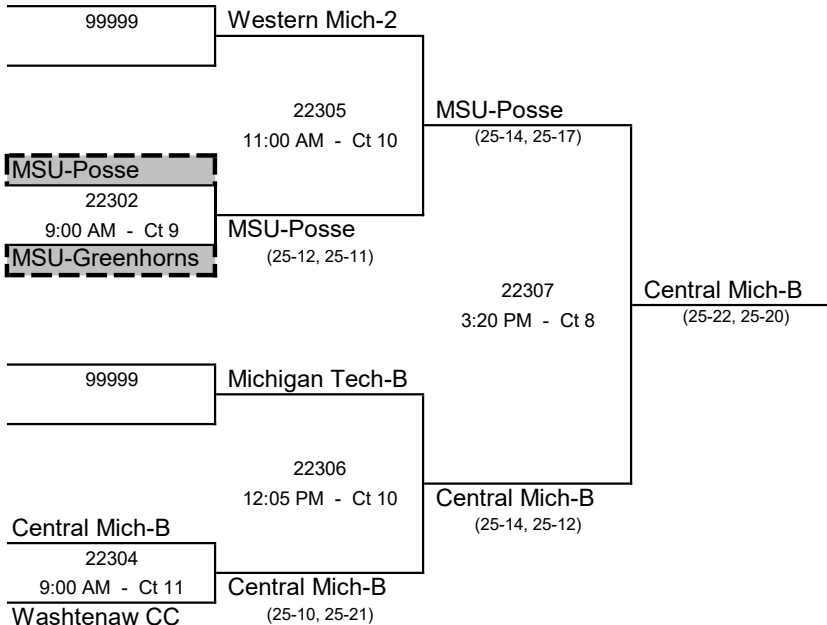 99999
Western Mich-2
22305
11:00 AM - Ct 10
MSU-Posse
(25-14, 25-17)
MSU-Posse
22302
9:00 AM - Ct 9
MSU-Greenhorns
MSU-Posse
(25-12, 25-11)
22307
3:20 PM - Ct 8
Central Mich-B
(25-22, 25-20)
99999
Michigan Tech-B
22306
12:05 PM - Ct 10
Central Mich-B
(25-14, 25-12)
Central Mich-B
22304
9:00 AM - Ct 11
Washtenaw CC
Central Mich-B
(25-10, 25-21)